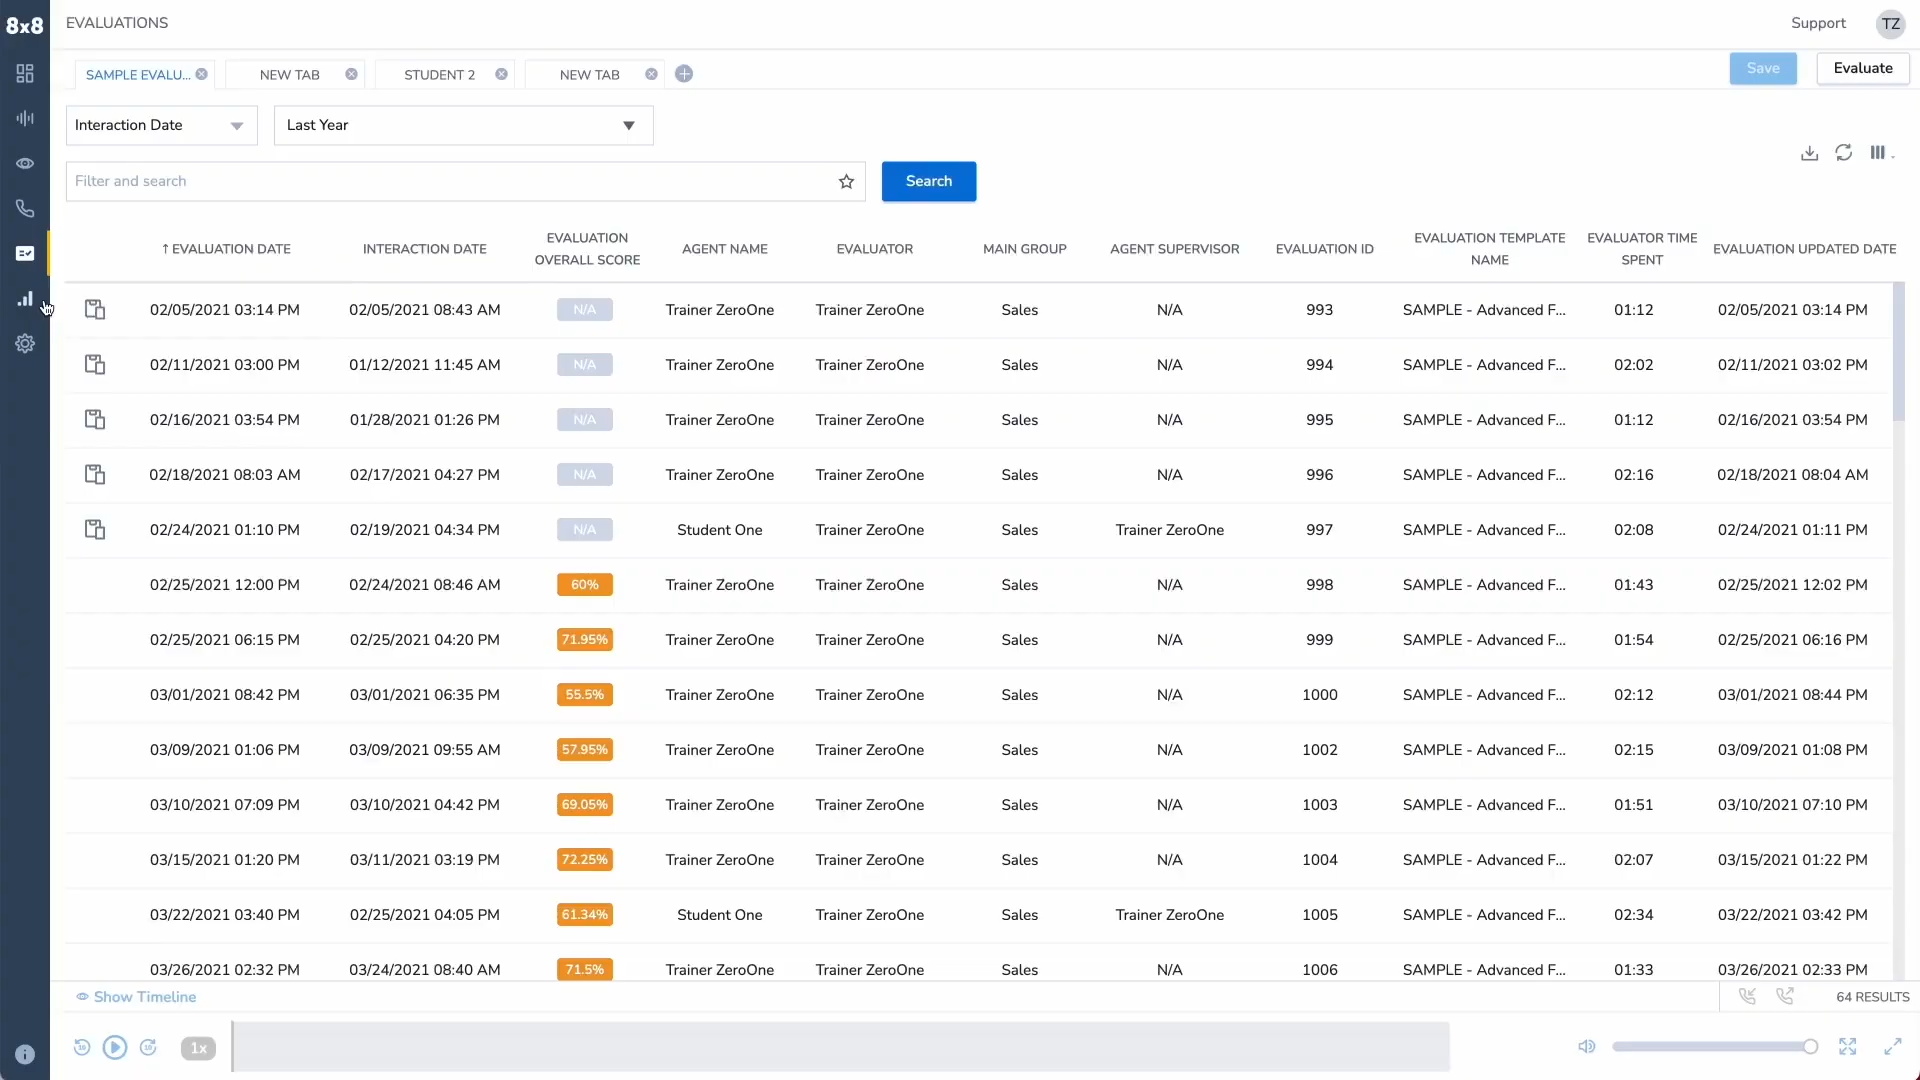 8x8 EVALUATIONS Support TZ
SAMPLE EVALU... NEW TAB STUDENT 2 NEW TAB Save Evaluate
Interaction Date Last Year
Filter and search Search
↑ EVALUATION DATE INTERACTION DATE EVALUATION OVERALL SCORE AGENT NAME EVALUATOR MAIN GROUP AGENT SUPERVISOR EVALUATION ID EVALUATION TEMPLATE NAME EVALUATOR TIME SPENT EVALUATION UPDATED DATE
02/05/2021 03:14 PM 02/05/2021 08:43 AM N/A Trainer ZeroOne Trainer ZeroOne Sales N/A 993 SAMPLE - Advanced F... 01:12 02/05/2021 03:14 PM
02/11/2021 03:00 PM 01/12/2021 11:45 AM N/A Trainer ZeroOne Trainer ZeroOne Sales N/A 994 SAMPLE - Advanced F... 02:02 02/11/2021 03:02 PM
02/16/2021 03:54 PM 01/28/2021 01:26 PM N/A Trainer ZeroOne Trainer ZeroOne Sales N/A 995 SAMPLE - Advanced F... 01:12 02/16/2021 03:54 PM
02/18/2021 08:03 AM 02/17/2021 04:27 PM N/A Trainer ZeroOne Trainer ZeroOne Sales N/A 996 SAMPLE - Advanced F... 02:16 02/18/2021 08:04 AM
02/24/2021 01:10 PM 02/19/2021 04:34 PM N/A Student One Trainer ZeroOne Sales Trainer ZeroOne 997 SAMPLE - Advanced F... 02:08 02/24/2021 01:11 PM
02/25/2021 12:00 PM 02/24/2021 08:46 AM 60% Trainer ZeroOne Trainer ZeroOne Sales N/A 998 SAMPLE - Advanced F... 01:43 02/25/2021 12:02 PM
02/25/2021 06:15 PM 02/25/2021 04:20 PM 71.95% Trainer ZeroOne Trainer ZeroOne Sales N/A 999 SAMPLE - Advanced F... 01:54 02/25/2021 06:16 PM
03/01/2021 08:42 PM 03/01/2021 06:35 PM 55.5% Trainer ZeroOne Trainer ZeroOne Sales N/A 1000 SAMPLE - Advanced F... 02:12 03/01/2021 08:44 PM
03/09/2021 01:06 PM 03/09/2021 09:55 AM 57.95% Trainer ZeroOne Trainer ZeroOne Sales N/A 1002 SAMPLE - Advanced F... 02:15 03/09/2021 01:08 PM
03/10/2021 07:09 PM 03/10/2021 04:42 PM 69.05% Trainer ZeroOne Trainer ZeroOne Sales N/A 1003 SAMPLE - Advanced F... 01:51 03/10/2021 07:10 PM
03/15/2021 01:20 PM 03/11/2021 03:19 PM 72.25% Trainer ZeroOne Trainer ZeroOne Sales N/A 1004 SAMPLE - Advanced F... 02:07 03/15/2021 01:22 PM
03/22/2021 03:40 PM 02/25/2021 04:05 PM 61.34% Student One Trainer ZeroOne Sales Trainer ZeroOne 1005 SAMPLE - Advanced F... 02:34 03/22/2021 03:42 PM
03/26/2021 02:32 PM 03/24/2021 08:40 AM 71.5% Trainer ZeroOne Trainer ZeroOne Sales N/A 1006 SAMPLE - Advanced F... 01:33 03/26/2021 02:33 PM
Show Timeline 64 RESULTS
10 10 1x